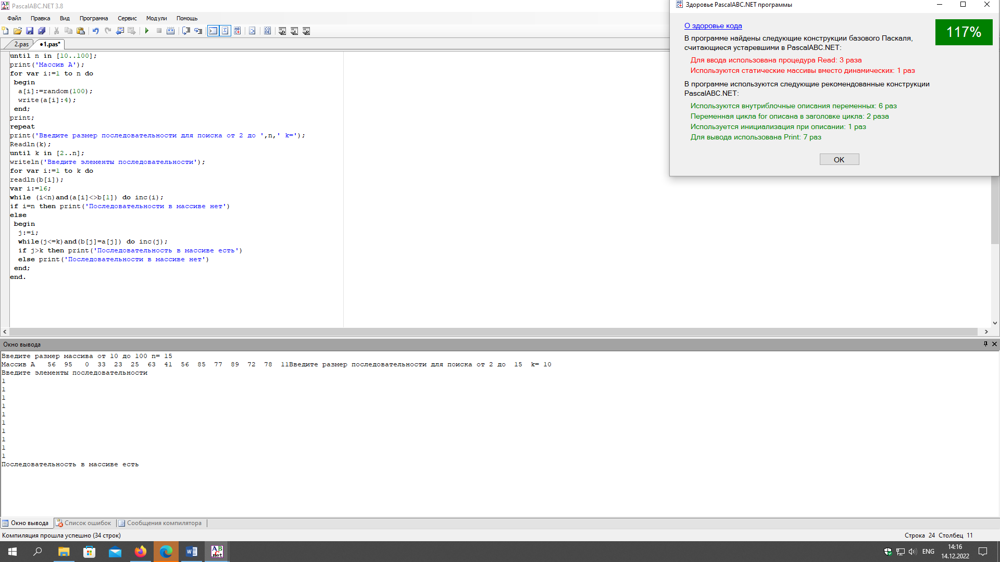 PascalABC.NET 3.8
Файл Правка Вид Программа Сервис Модули Помощь
2.pas •1.pas*
until n in [10..100];
print('Массив A');
for var i:=1 to n do
begin
a[i]:=random(100);
write(a[i]:4);
end;
print;
repeat
print('Введите размер последовательности для поиска от 2 до ',n,' k=');
Readln(k);
until k in [2..n];
writeln('Введите элементы последовательности');
for var i:=1 to k do
readln(b[i]);
var i:=16;
while (i<n)and(a[i]<>b[1]) do inc(i);
if i=n then print('Последовательности в массиве нет')
else
begin
j:=i;
while(j<=k)and(b[j]=a[j]) do inc(j);
if j>k then print('Последовательность в массиве есть')
else print('Последовательности в массиве нет')
end;
end.
Здоровье PascalABC.NET программы
О здоровье кода
117%
В программе найдены следующие конструкции базового Паскаля,
считающиеся устаревшими в PascalABC.NET:
Для ввода использована процедура Read: 3 раза
Используются статические массивы вместо динамических: 1 раз
В программе используются следующие рекомендованные конструкции
PascalABC.NET:
Используются внутриблочные описания переменных: 6 раз
Переменная цикла for описана в заголовке цикла: 2 раза
Используется инициализация при описании: 1 раз
Для вывода использована Print: 7 раз
OK
Окно вывода
Введите размер массива от 10 до 100 n= 15
Массив A 56 95 0 33 23 25 63 41 56 85 77 89 72 78 11Введите размер последовательности для поиска от 2 до 15 k= 10
Введите элементы последовательности
1
1
1
1
1
1
1
1
1
1
Последовательность в массиве есть
Окно вывода Список ошибок Сообщения компилятора
Компиляция прошла успешно (34 строк)
Строка 24 Столбец 11
ENG
14:16
14.12.2022